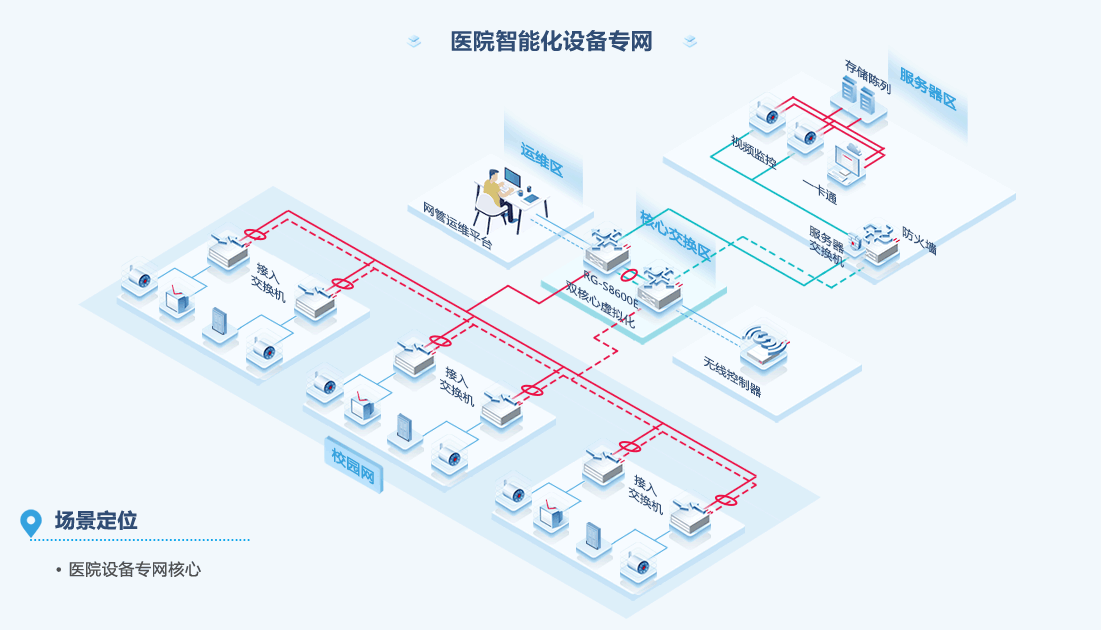 医院智能化设备专网
存储陈列
服务器区
视频监控
一卡通
运维区
网管运维平台
核心交换区
服务器
交换机
防火墙
RG-S8600E
双核心虚拟化
无线控制器
接入
交换机
接入
交换机
接入
交换机
校园网
场景定位
• 医院设备专网核心